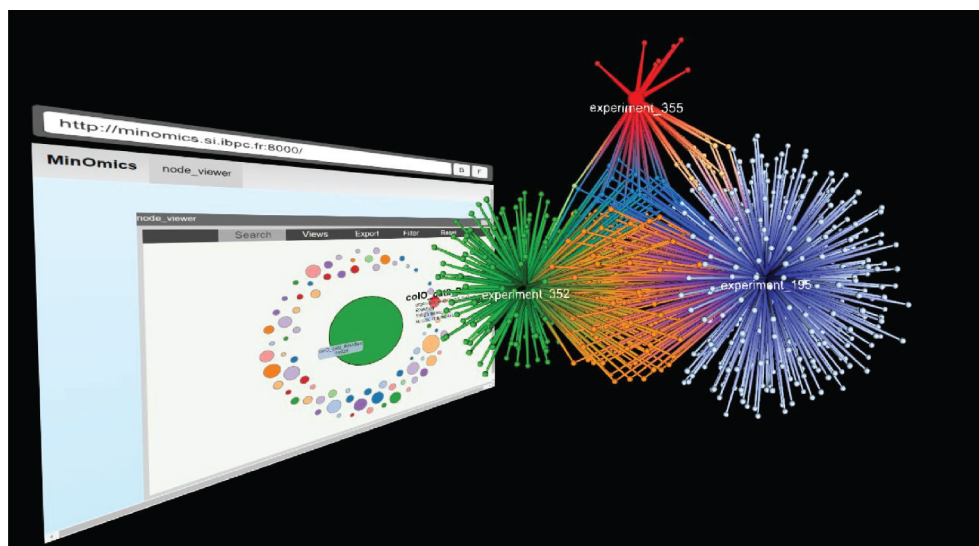 http://minomics.si.ibpc.fr:8000/
MinOmics
node_viewer
node_viewer
Search
Views
Export
Filter
Reset
experiment_355
experiment_352
experiment_195